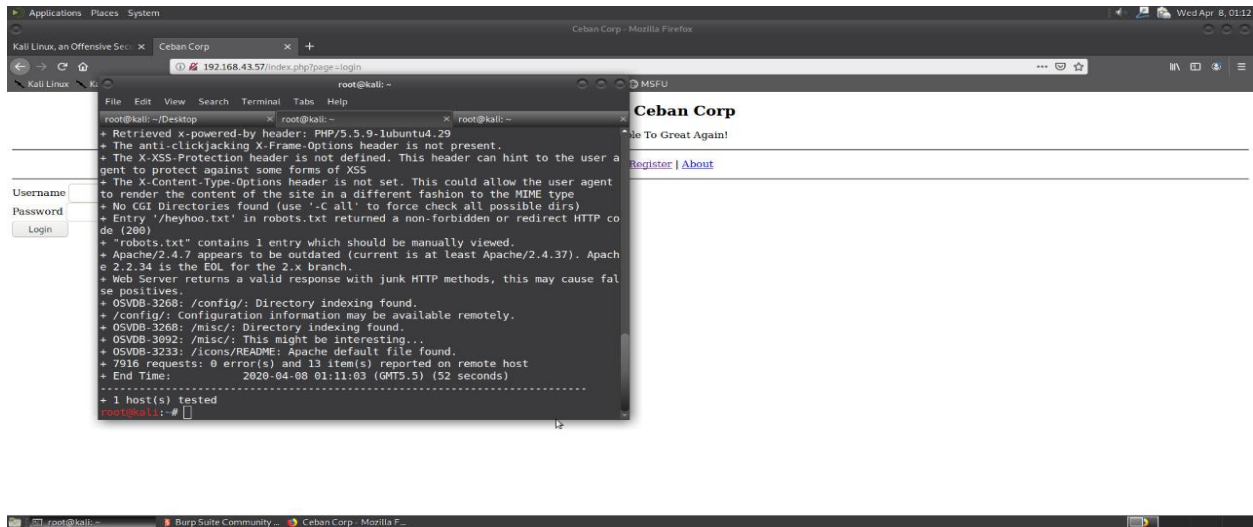 Applications Places System
Wed Apr 8, 01:12
Ceban Corp - Mozilla Firefox
Kali Linux, an Offensive Sec
Ceban Corp
192.168.43.57/index.php?page=login
Kali Linux
MSFU
root@kali: ~
File Edit View Search Terminal Tabs Help
root@kali: ~/Desktop
root@kali: ~
root@kali: ~
+ Retrieved x-powered-by header: PHP/5.5.9-1ubuntu4.29
+ The anti-clickjacking X-Frame-Options header is not present.
+ The X-XSS-Protection header is not defined. This header can hint to the user a
gent to protect against some forms of XSS
+ The X-Content-Type-Options header is not set. This could allow the user agent
to render the content of the site in a different fashion to the MIME type
+ No CGI Directories found (use '-C all' to force check all possible dirs)
+ Entry '/heyhoo.txt' in robots.txt returned a non-forbidden or redirect HTTP co
de (200)
+ "robots.txt" contains 1 entry which should be manually viewed.
+ Apache/2.4.7 appears to be outdated (current is at least Apache/2.4.37). Apach
e 2.2.34 is the EOL for the 2.x branch.
+ Web Server returns a valid response with junk HTTP methods, this may cause fal
se positives.
+ OSVDB-3268: /config/: Directory indexing found.
+ /config/: Configuration information may be available remotely.
+ OSVDB-3268: /misc/: Directory indexing found.
+ OSVDB-3092: /misc/: This might be interesting...
+ OSVDB-3233: /icons/README: Apache default file found.
+ 7916 requests: 0 error(s) and 13 item(s) reported on remote host
+ End Time: 2020-04-08 01:11:03 (GMT5.5) (52 seconds)
---------------------------------------------------------------------------
+ 1 host(s) tested
root@kali:~#
Ceban Corp
To Great Again!
Register | About
Username
Password
Login
root@kali: ~
Burp Suite Community ...
Ceban Corp - Mozilla F...